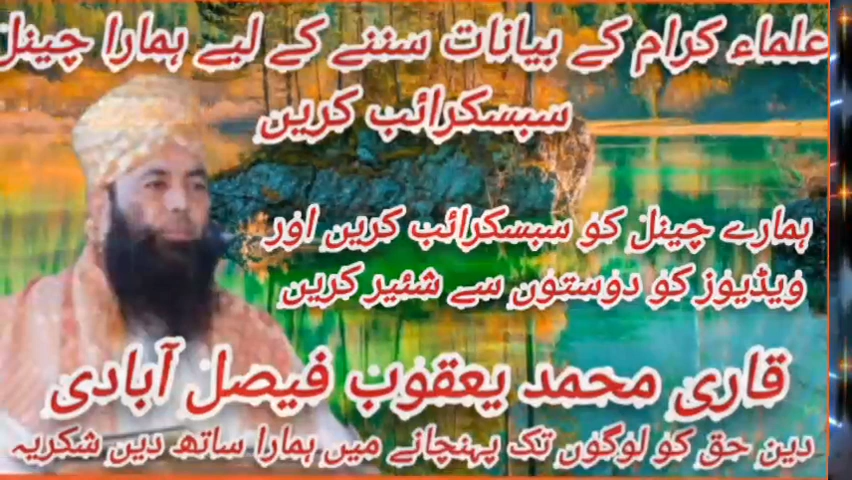 علماء کرام کے بیانات سننے کے لیے ہمارا چینل
سبسکرائب کریں
ہمارے چینل کو سبسکرائب کریں اور
ویڈیوز کو دوستوں سے شئیر کریں
قاری محمد یعقوب فیصل آبادی
دین حق کو لوگوں تک پہنچانے میں ہمارا ساتھ دیں شکریہ